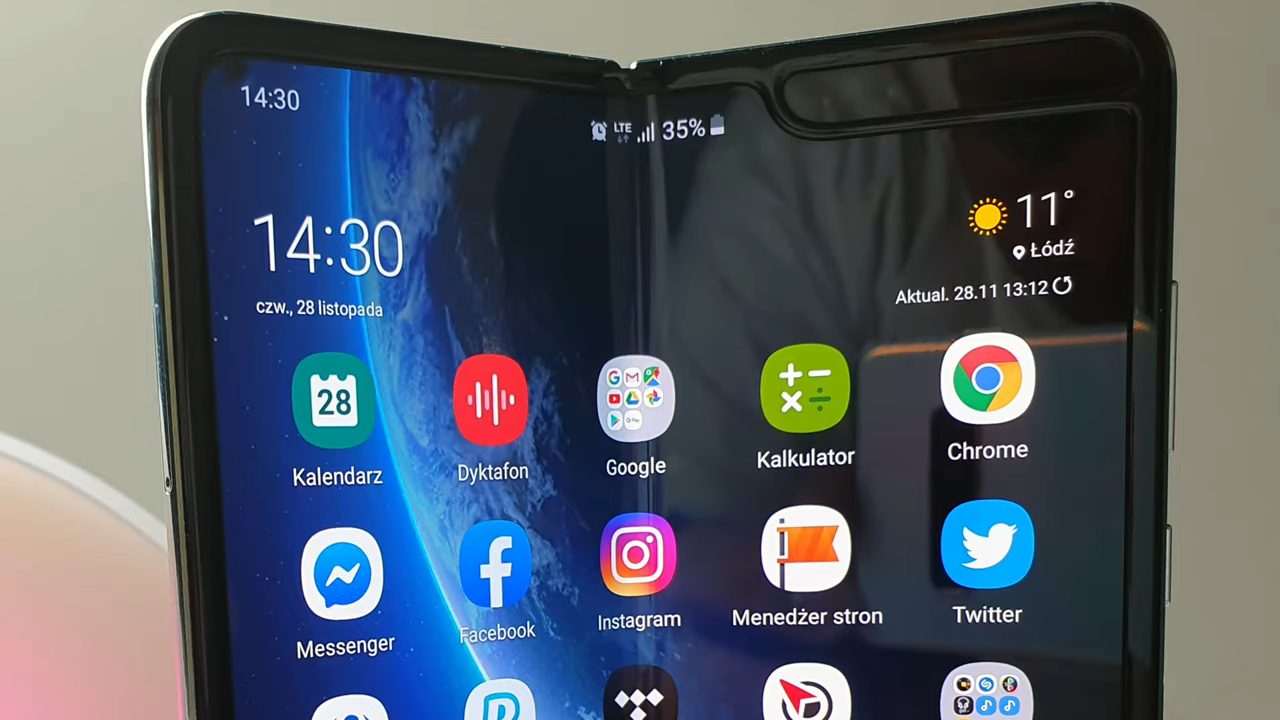 14:30
LTE 35%
14:30
czw., 28 listopada
11°
Łódź
Aktual. 28.11 13:12
28
Kalendarz
Dyktafon
Google
Kalkulator
Chrome
Messenger
Facebook
Instagram
Menedżer stron
Twitter